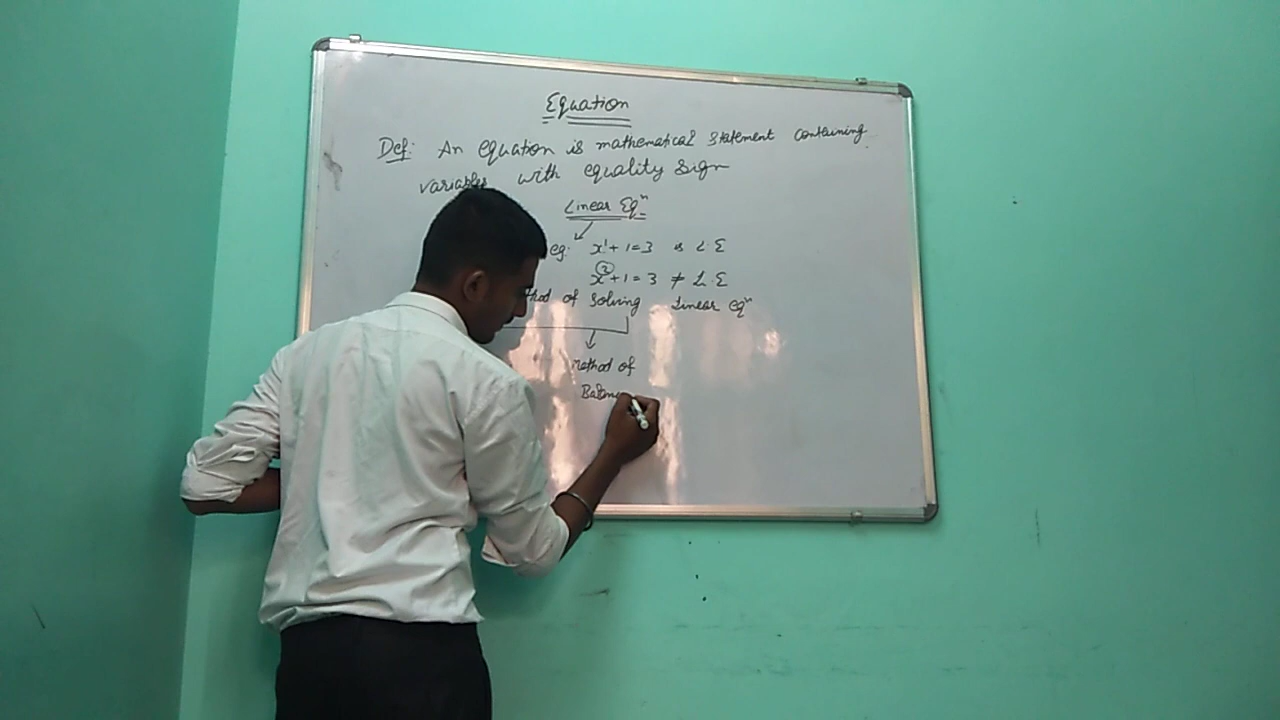 Equation
Def: An equation is mathematical statement containing
variables with equality sign
Linear Eqⁿ
eg: x¹ + 1 = 3 is L.E
x² + 1 = 3 ≠ L.E
of solving Linear eqⁿ
Method of